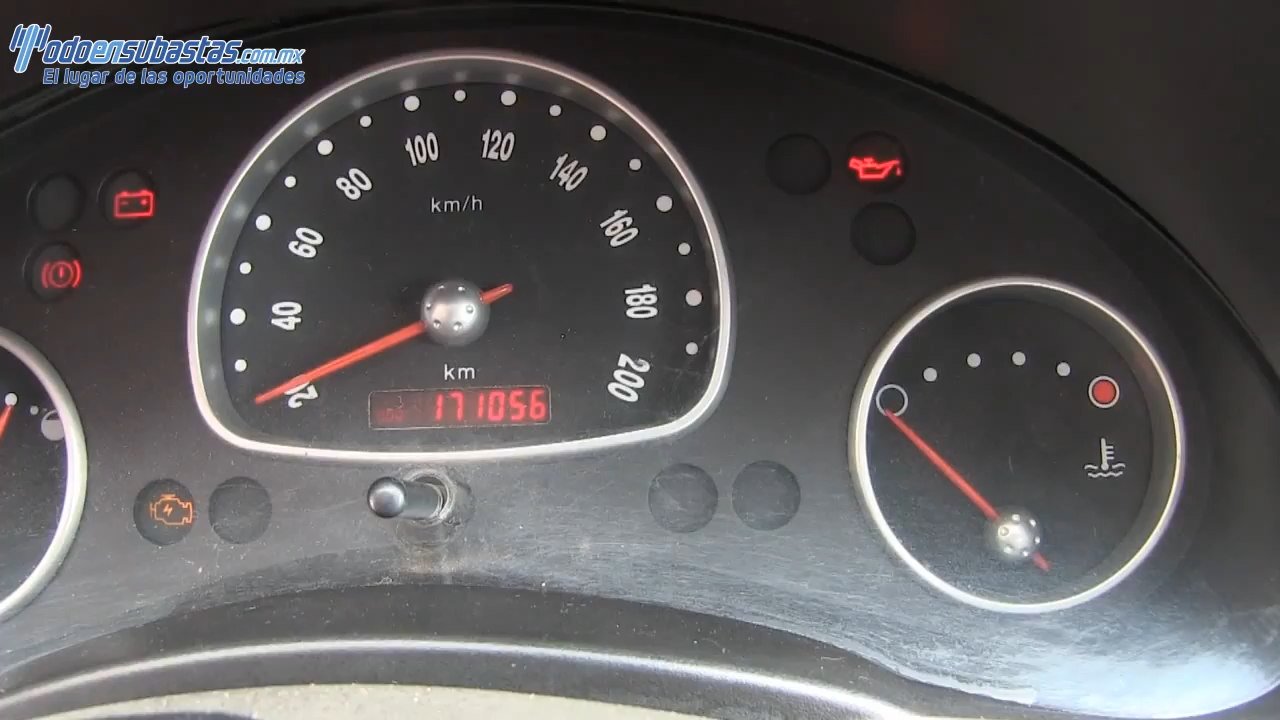 Todoensubastas.com.mx
El lugar de las oportunidades
100
120
80
140
km/h
60
160
40
180
km
200
20
171056